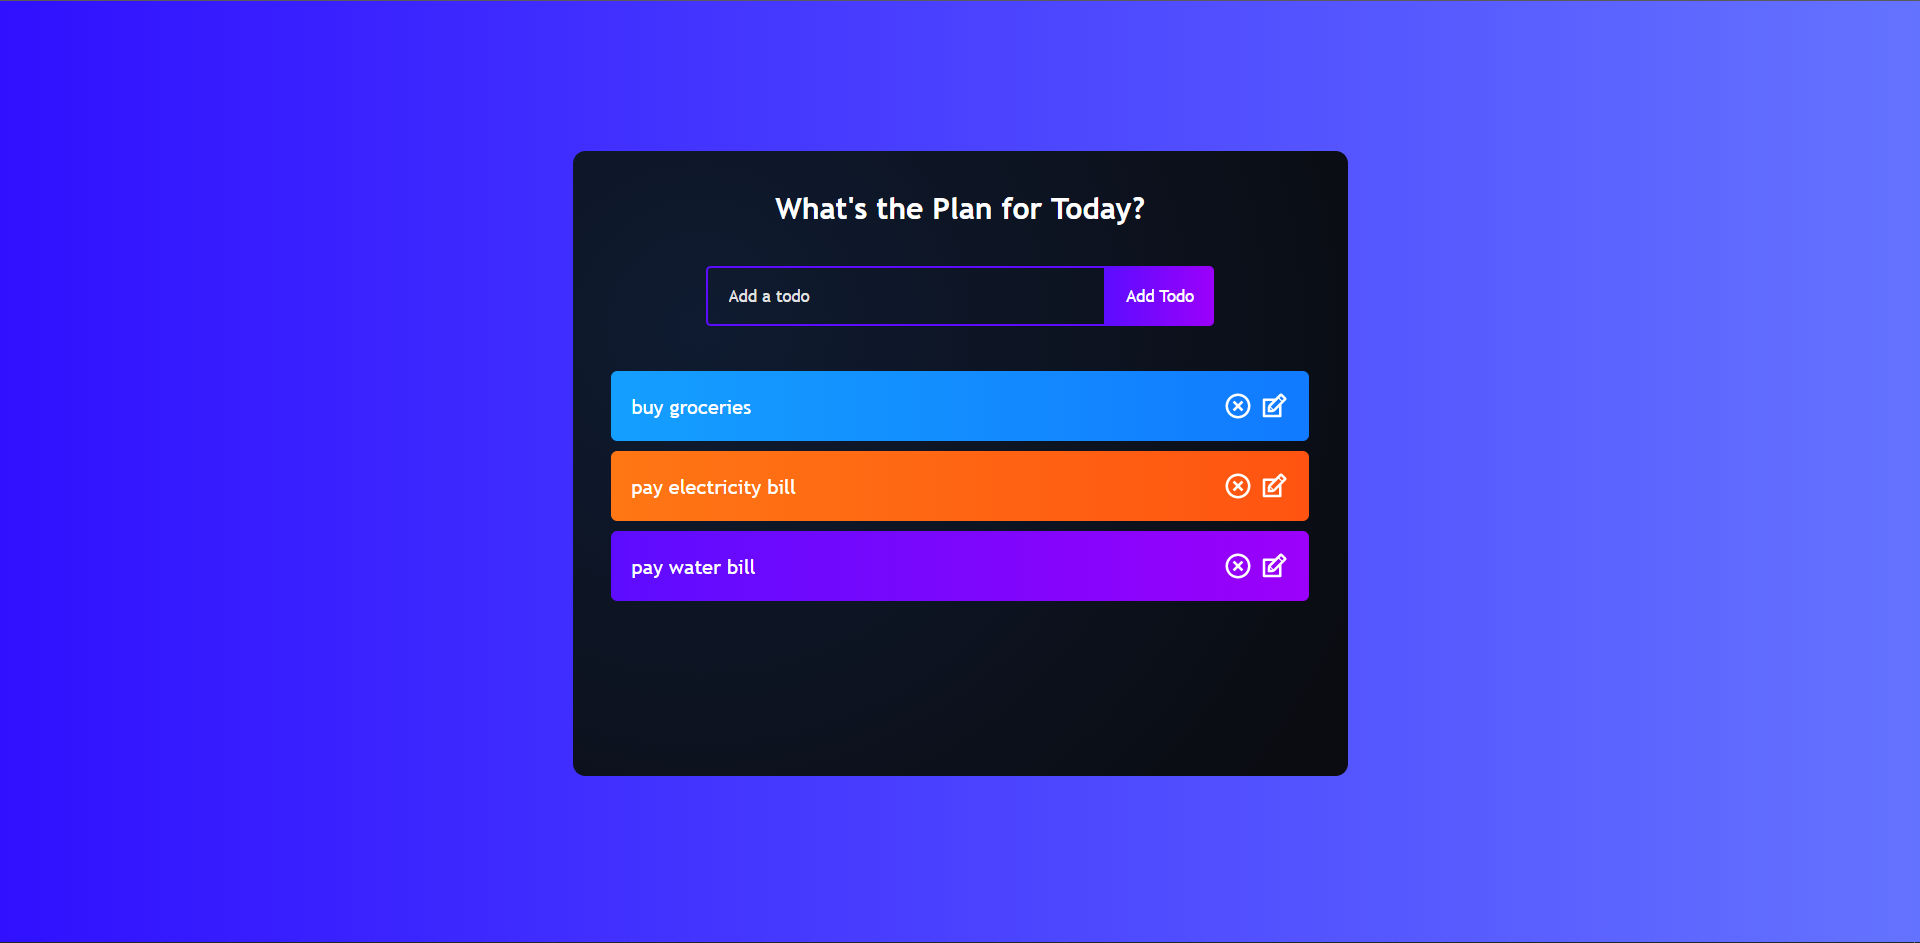 What's the Plan for Today?
Add a todo
Add Todo
buy groceries
pay electricity bill
pay water bill